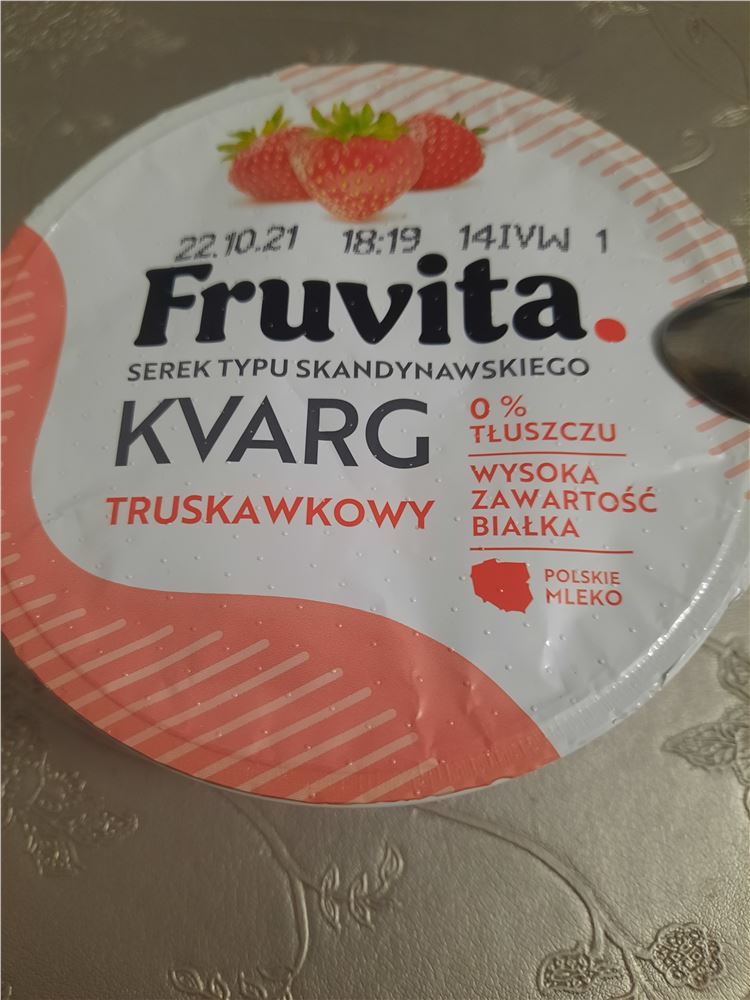 22.10.21 18:19 14IVW 1
Fruvita.
SEREK TYPU SKANDYNAWSKIEGO
KVARG
TRUSKAWKOWY
0 %
TŁUSZCZU
WYSOKA
ZAWARTOŚĆ
BIAŁKA
POLSKIE
MLEKO